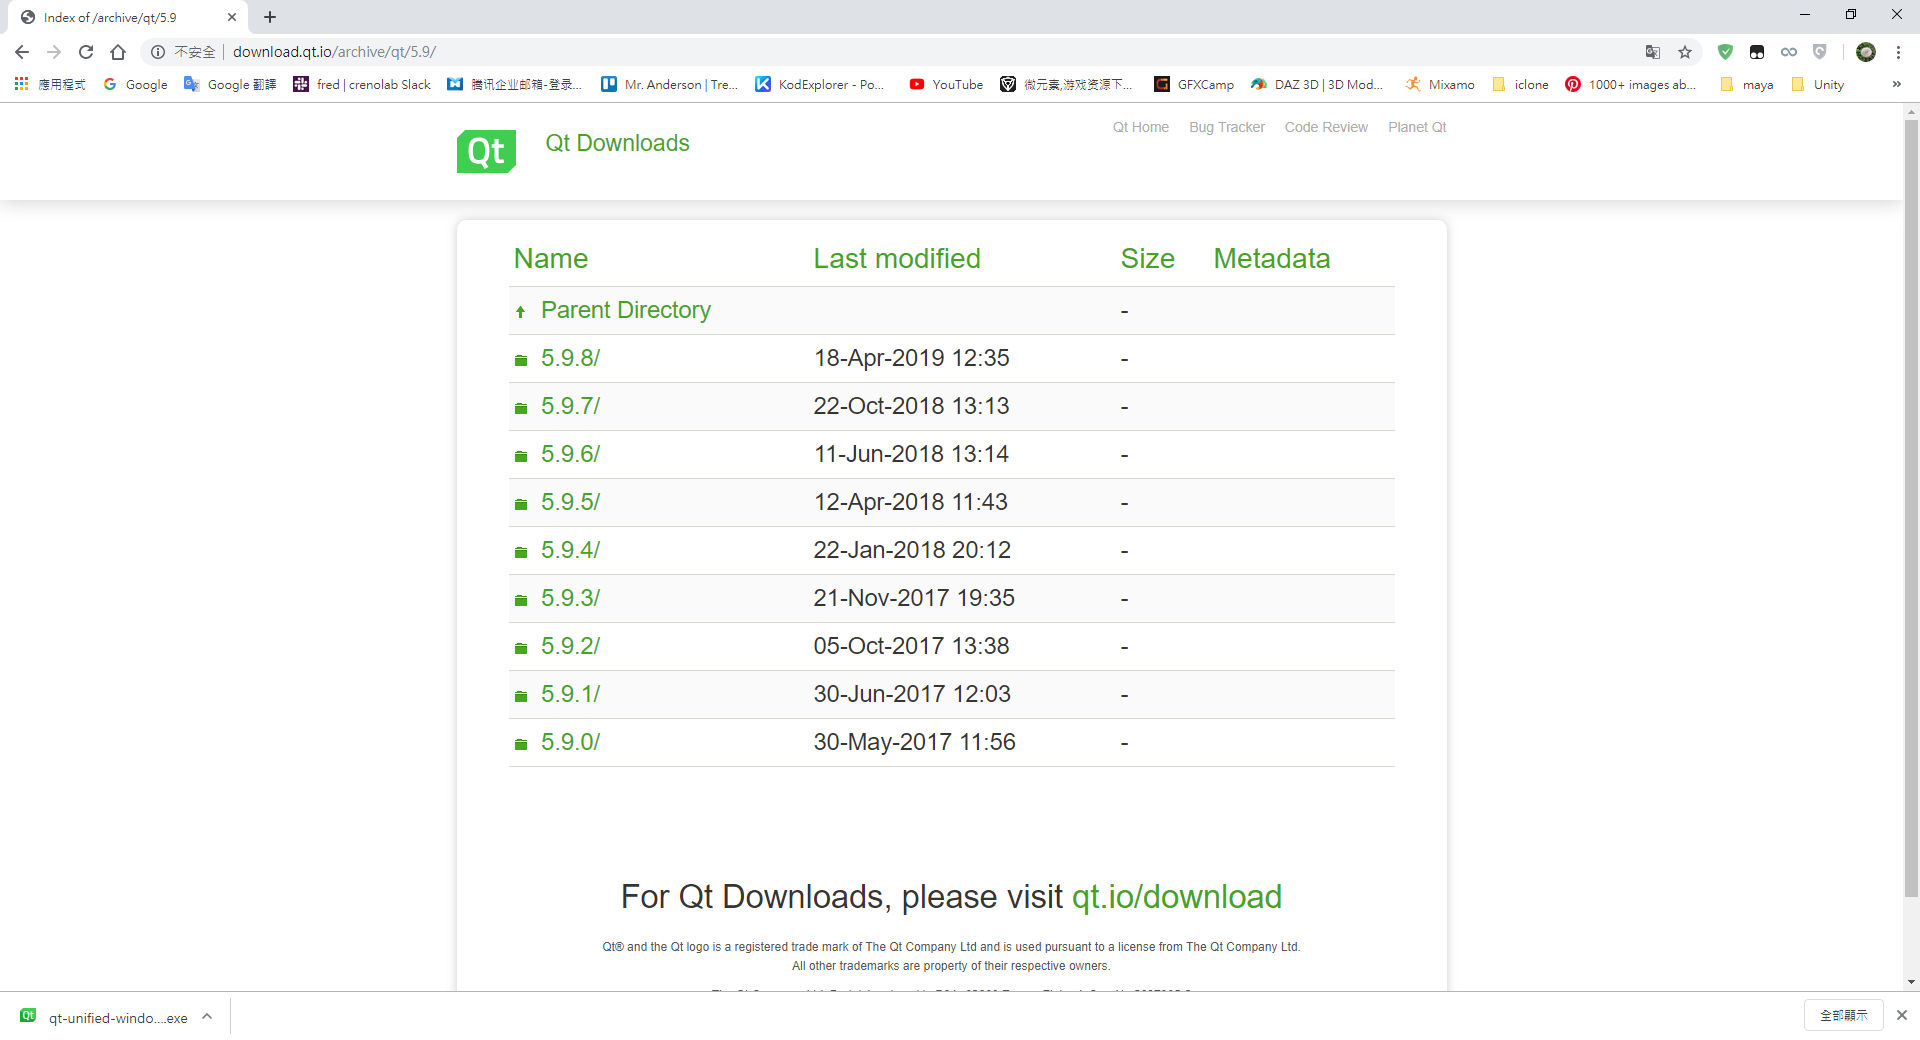 Index of /archive/qt/5.9
不安全 download.qt.io/archive/qt/5.9/
應用程式 Google Google 翻譯 fred | crenolab Slack 腾讯企业邮箱-登录... Mr. Anderson | Tre... KodExplorer - Po... YouTube 微元素,游戏资源下... GFXCamp DAZ 3D | 3D Mod... Mixamo iclone 1000+ images ab... maya Unity »
Qt Qt Downloads Qt Home Bug Tracker Code Review Planet Qt
Name Last modified Size Metadata
Parent Directory -
5.9.8/ 18-Apr-2019 12:35 -
5.9.7/ 22-Oct-2018 13:13 -
5.9.6/ 11-Jun-2018 13:14 -
5.9.5/ 12-Apr-2018 11:43 -
5.9.4/ 22-Jan-2018 20:12 -
5.9.3/ 21-Nov-2017 19:35 -
5.9.2/ 05-Oct-2017 13:38 -
5.9.1/ 30-Jun-2017 12:03 -
5.9.0/ 30-May-2017 11:56 -
For Qt Downloads, please visit qt.io/download
Qt® and the Qt logo is a registered trade mark of The Qt Company Ltd and is used pursuant to a license from The Qt Company Ltd.
All other trademarks are property of their respective owners.
Qt qt-unified-windo....exe 全部顯示